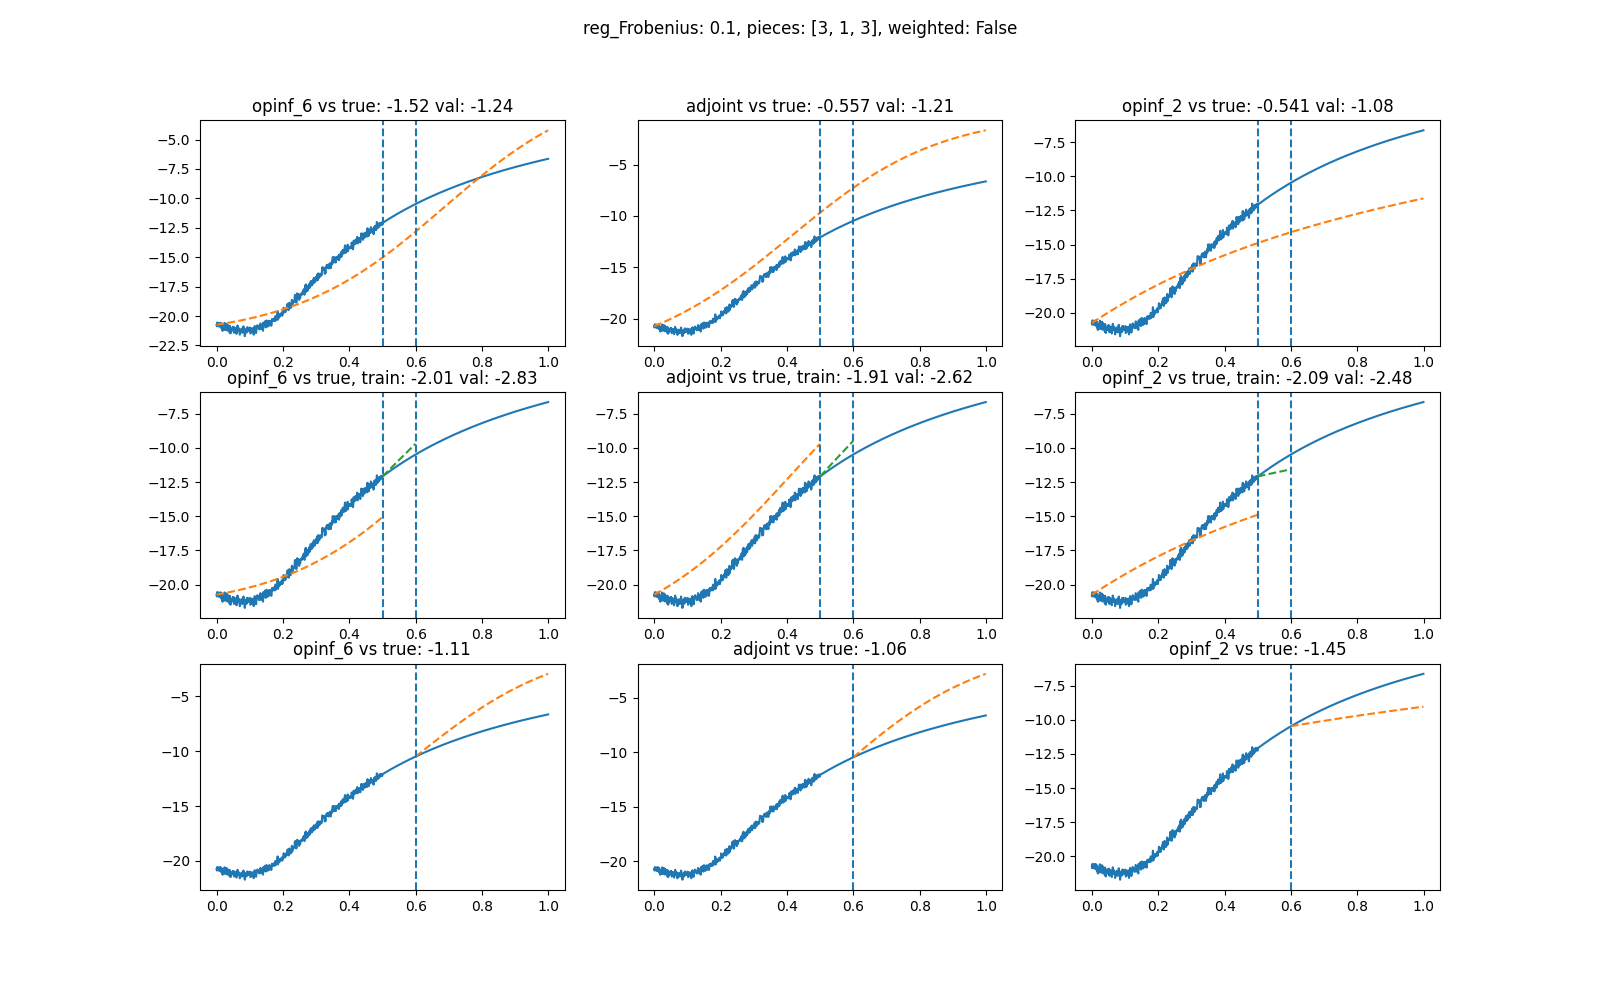 reg_Frobenius: 0.1, pieces: [3, 1, 3], weighted: False
opinf_6 vs true: -1.52 val: -1.24
adjoint vs true: -0.557 val: -1.21
opinf_2 vs true: -0.541 val: -1.08
−5.0
−7.5
−10.0
−12.5
−15.0
−17.5
−20.0
−22.5
0.0 0.2 0.4 0.6 0.8 1.0
−5
−10
−15
−20
0.0 0.2 0.4 0.6 0.8 1.0
−7.5
−10.0
−12.5
−15.0
−17.5
−20.0
0.0 0.2 0.4 0.6 0.8 1.0
opinf_6 vs true, train: -2.01 val: -2.83
adjoint vs true, train: -1.91 val: -2.62
opinf_2 vs true, train: -2.09 val: -2.48
−7.5
−10.0
−12.5
−15.0
−17.5
−20.0
0.0 0.2 0.4 0.6 0.8 1.0
−7.5
−10.0
−12.5
−15.0
−17.5
−20.0
0.0 0.2 0.4 0.6 0.8 1.0
−7.5
−10.0
−12.5
−15.0
−17.5
−20.0
0.0 0.2 0.4 0.6 0.8 1.0
opinf_6 vs true: -1.11
adjoint vs true: -1.06
opinf_2 vs true: -1.45
−5
−10
−15
−20
0.0 0.2 0.4 0.6 0.8 1.0
−5
−10
−15
−20
0.0 0.2 0.4 0.6 0.8 1.0
−7.5
−10.0
−12.5
−15.0
−17.5
−20.0
0.0 0.2 0.4 0.6 0.8 1.0